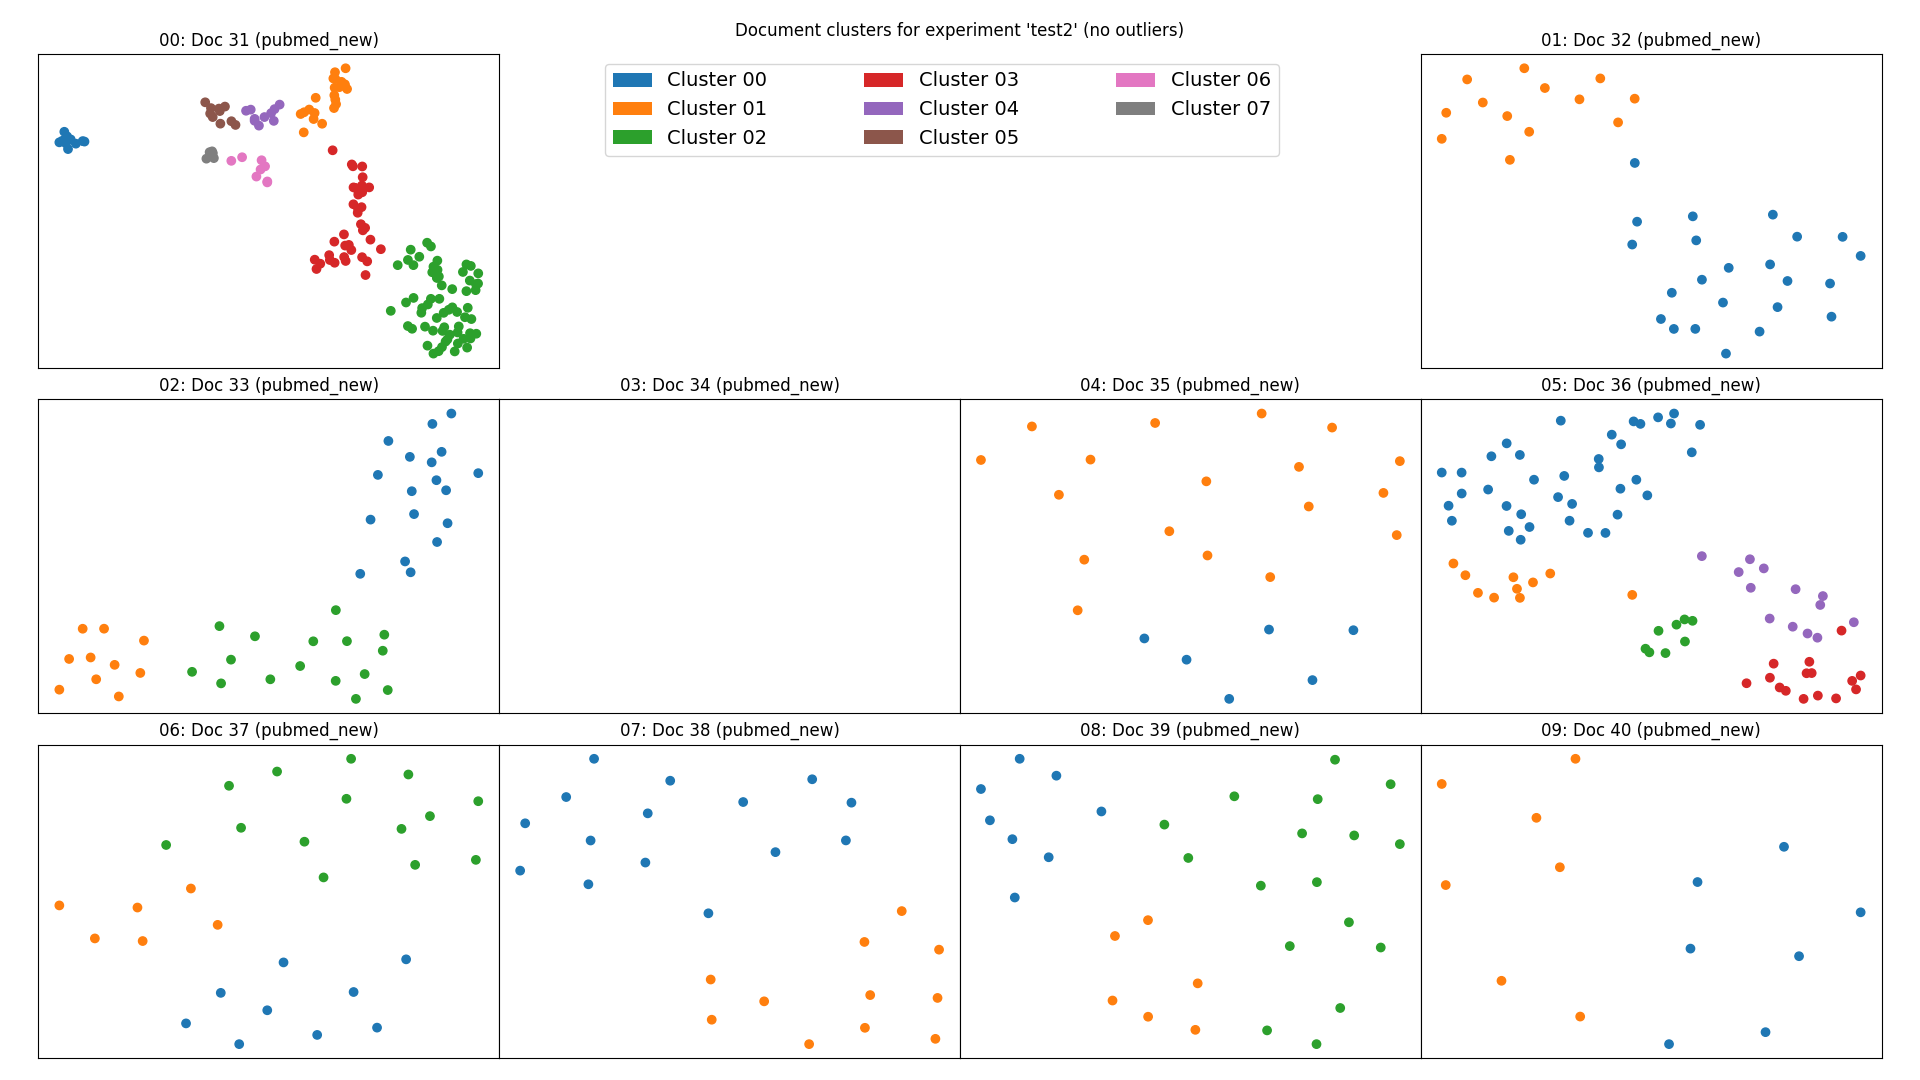 Document clusters for experiment 'test2' (no outliers)
00: Doc 31 (pubmed_new)
01: Doc 32 (pubmed_new)
Cluster 00
Cluster 01
Cluster 02
Cluster 03
Cluster 04
Cluster 05
Cluster 06
Cluster 07
02: Doc 33 (pubmed_new)
03: Doc 34 (pubmed_new)
04: Doc 35 (pubmed_new)
05: Doc 36 (pubmed_new)
06: Doc 37 (pubmed_new)
07: Doc 38 (pubmed_new)
08: Doc 39 (pubmed_new)
09: Doc 40 (pubmed_new)